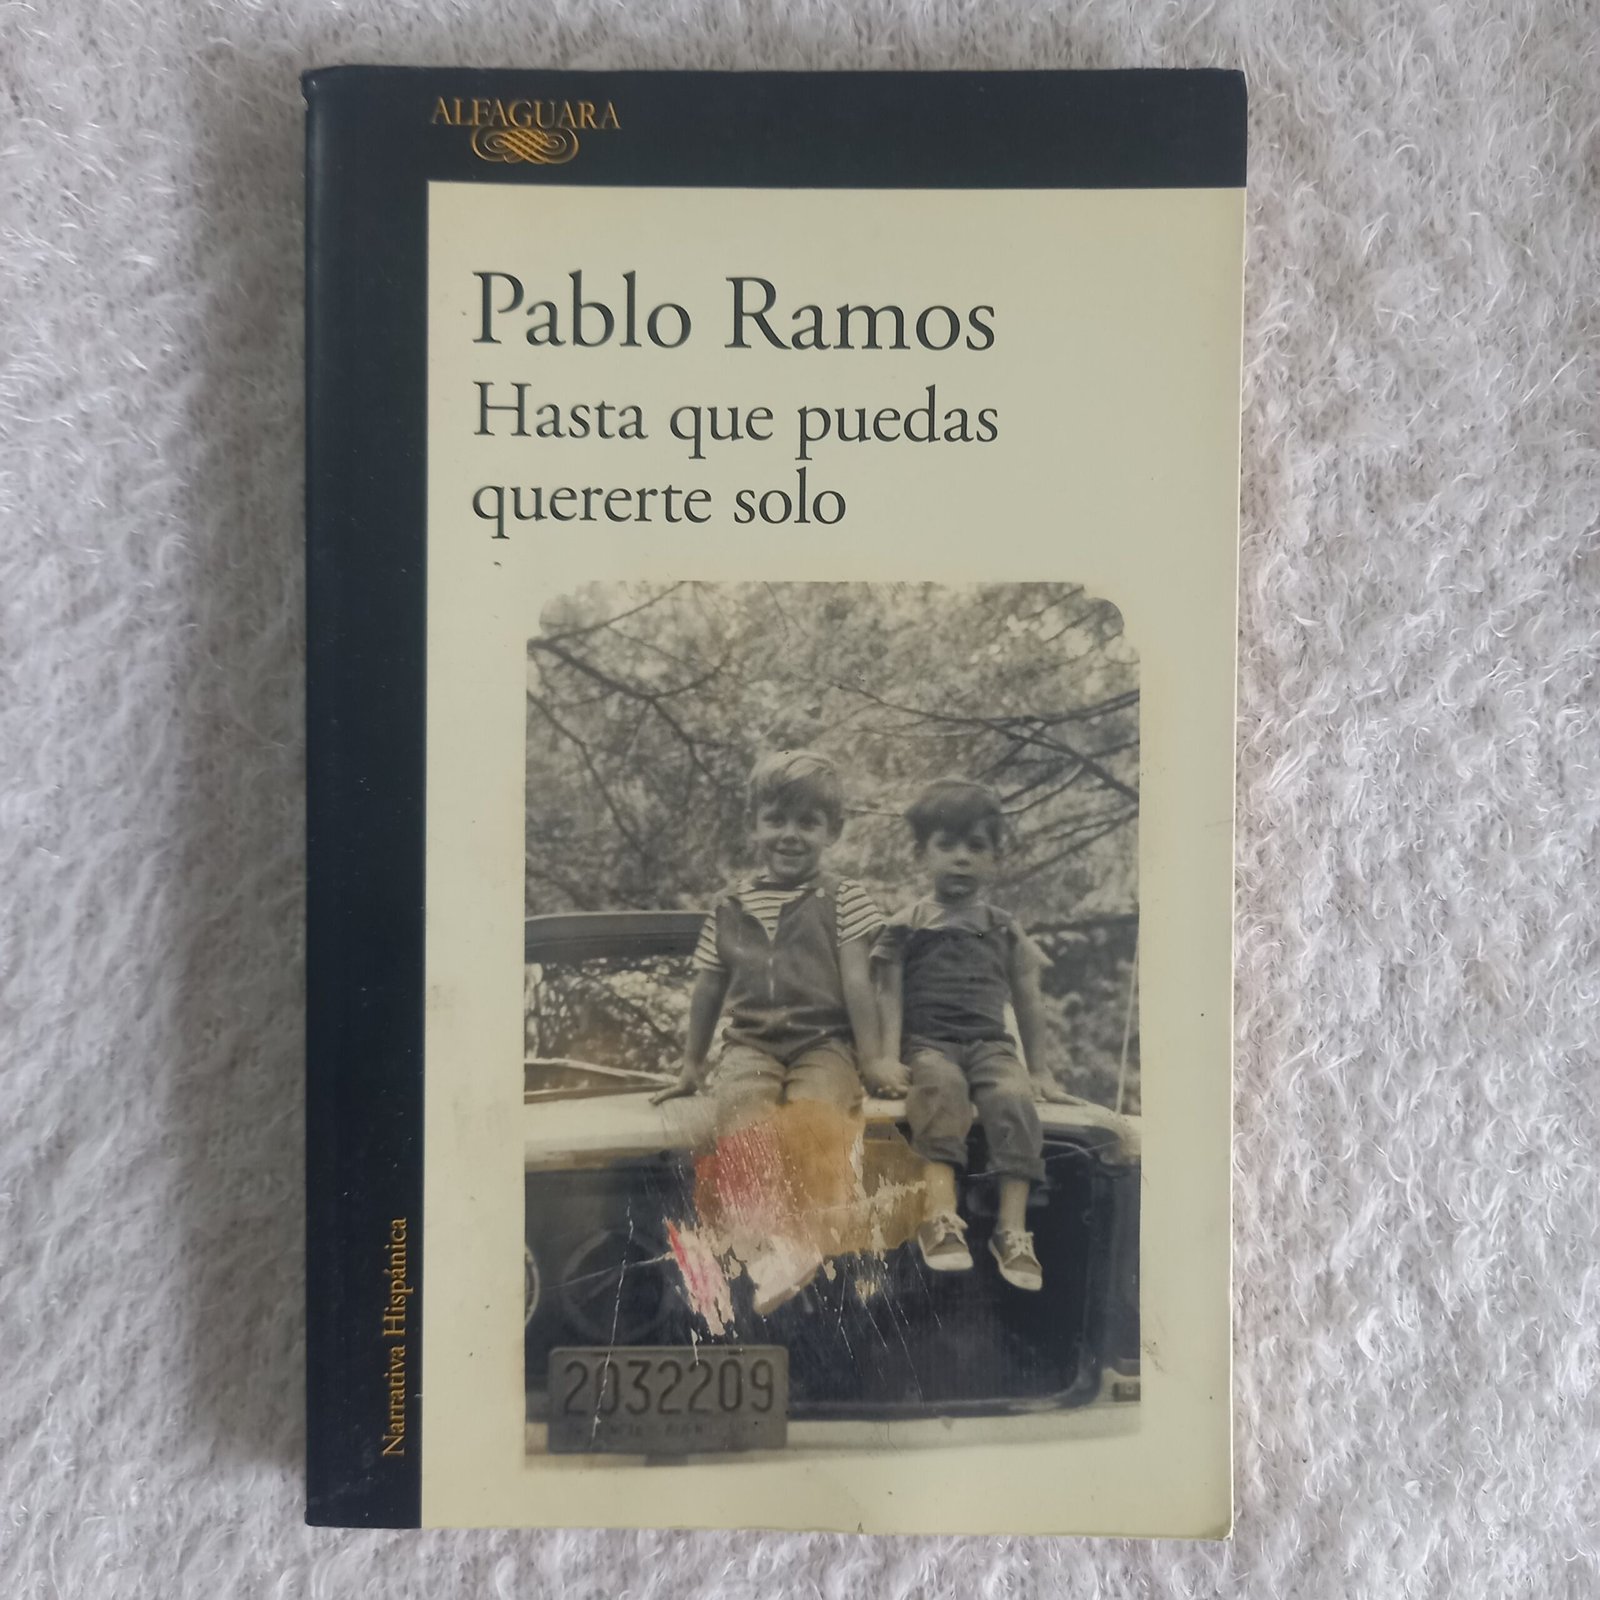 ALFAGUARA
Pablo Ramos
Hasta que puedas
quererte solo
2032209
Narrativa Hispánica